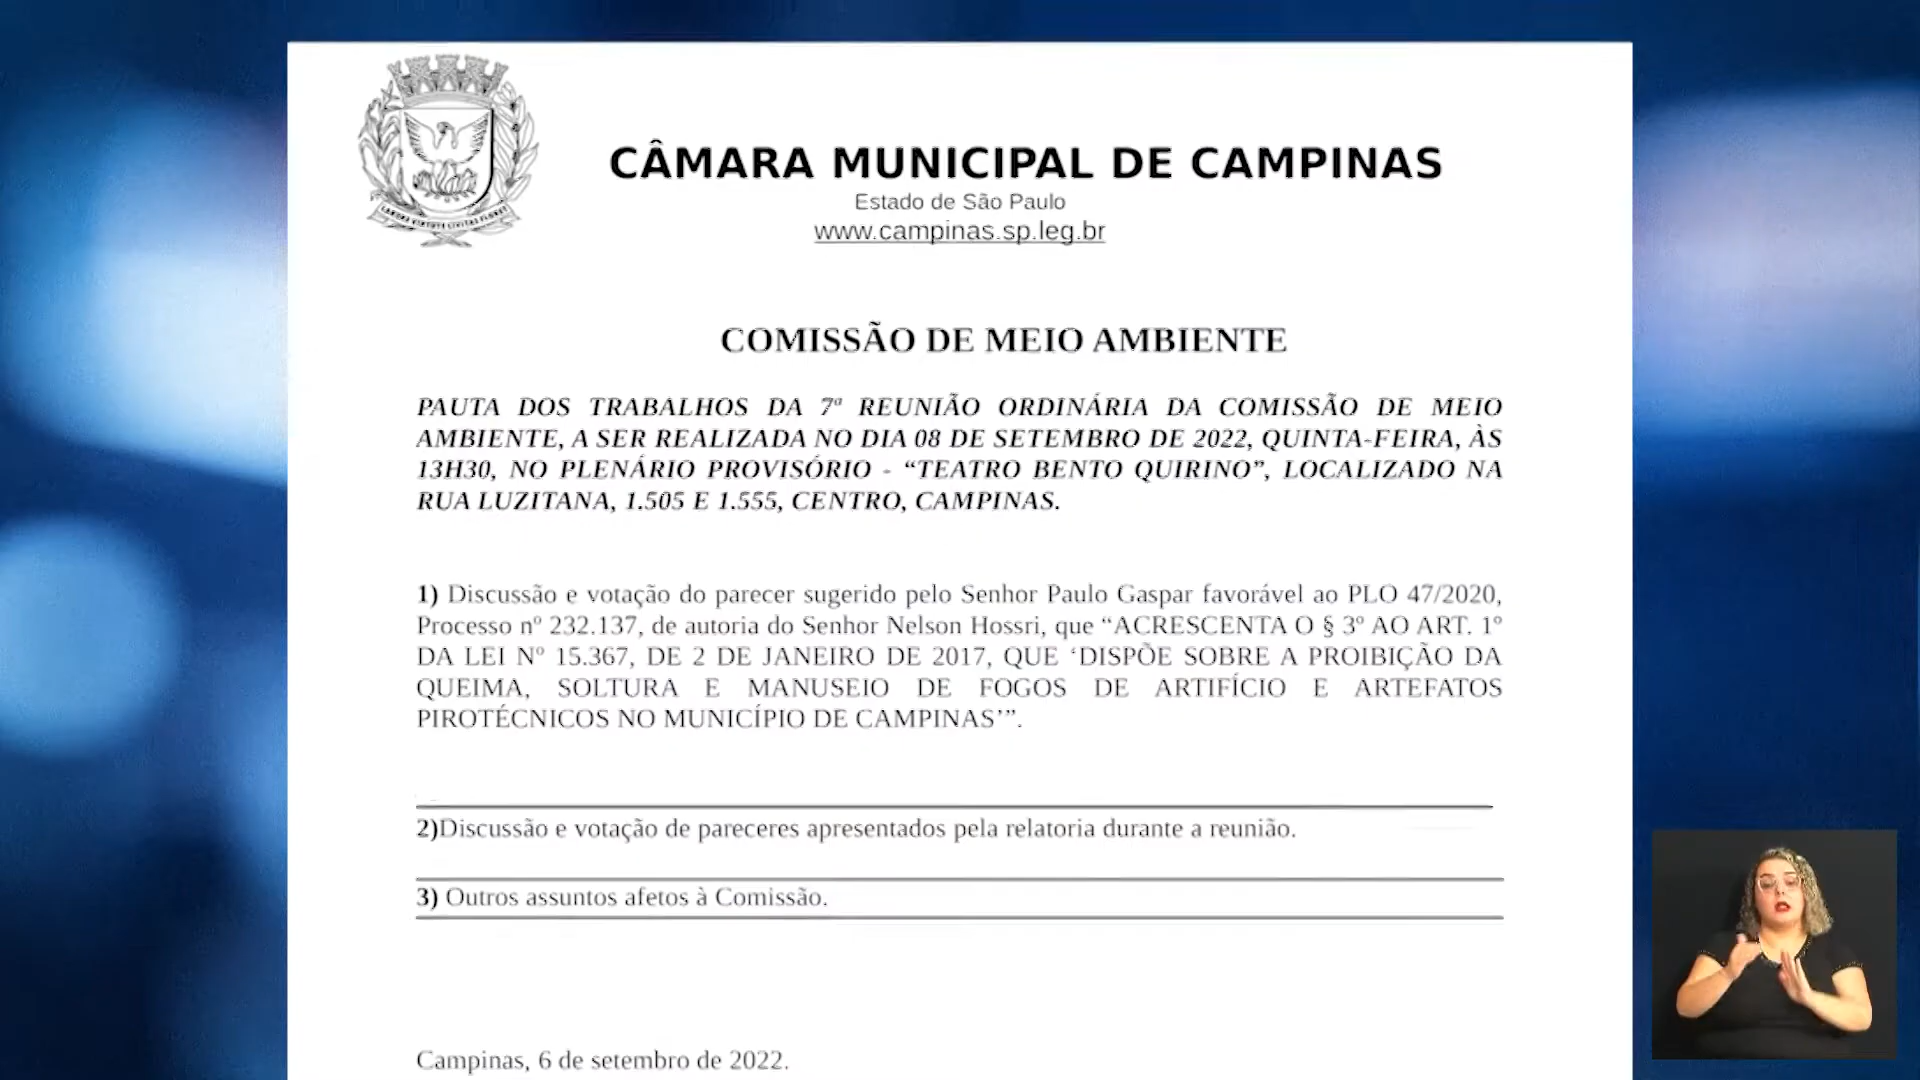 CÂMARA MUNICIPAL DE CAMPINAS
Estado de São Paulo
www.campinas.sp.leg.br
COMISSÃO DE MEIO AMBIENTE
PAUTA DOS TRABALHOS DA 7ª REUNIÃO ORDINÁRIA DA COMISSÃO DE MEIO
AMBIENTE, A SER REALIZADA NO DIA 08 DE SETEMBRO DE 2022, QUINTA-FEIRA, ÀS
13H30, NO PLENÁRIO PROVISÓRIO - “TEATRO BENTO QUIRINO”, LOCALIZADO NA
RUA LUZITANA, 1.505 E 1.555, CENTRO, CAMPINAS.
1) Discussão e votação do parecer sugerido pelo Senhor Paulo Gaspar favorável ao PLO 47/2020,
Processo nº 232.137, de autoria do Senhor Nelson Hossri, que “ACRESCENTA O § 3º AO ART. 1º
DA LEI Nº 15.367, DE 2 DE JANEIRO DE 2017, QUE ‘DISPÕE SOBRE A PROIBIÇÃO DA
QUEIMA, SOLTURA E MANUSEIO DE FOGOS DE ARTIFÍCIO E ARTEFATOS
PIROTÉCNICOS NO MUNICÍPIO DE CAMPINAS’”.
2)Discussão e votação de pareceres apresentados pela relatoria durante a reunião.
3) Outros assuntos afetos à Comissão.
Campinas, 6 de setembro de 2022.